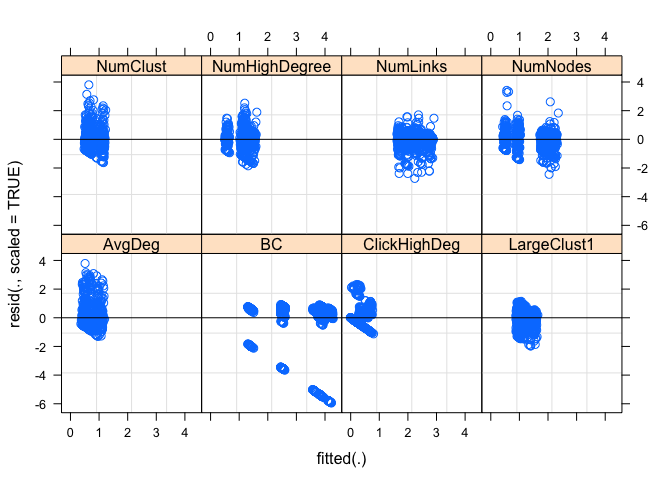 0 1 2 3 4 0 1 2 3 4
NumClust NumHighDegree NumLinks NumNodes
4
2
0
-2
-4
-6
AvgDeg BC ClickHighDeg LargeClust1
4
2
0
-2
-4
-6
0 1 2 3 4 0 1 2 3 4
resid(., scaled = TRUE)
fitted(.)